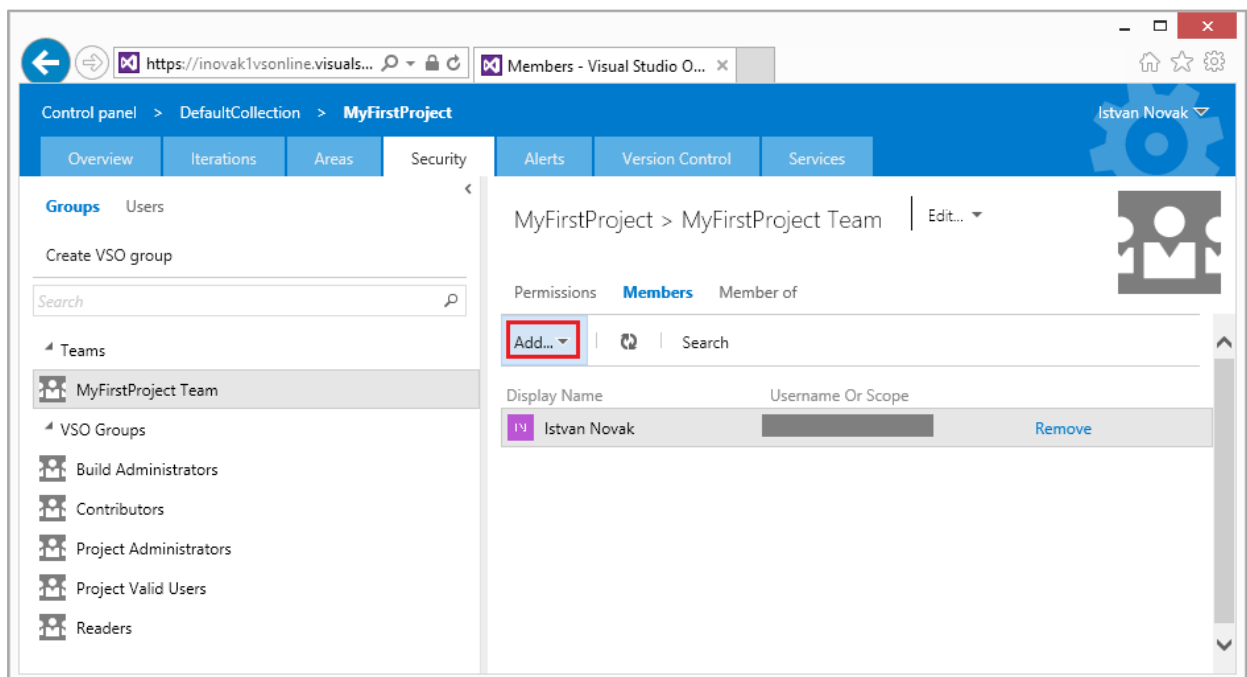 https://inovak1vsonline.visuals...
Members - Visual Studio O...
Control panel > DefaultCollection > MyFirstProject
Istvan Novak
Overview Iterations Areas Security Alerts Version Control Services
Groups Users
Create VSO group
Search
Teams
MyFirstProject Team
VSO Groups
Build Administrators
Contributors
Project Administrators
Project Valid Users
Readers
MyFirstProject > MyFirstProject Team Edit...
Permissions Members Member of
Add... Search
Display Name Username Or Scope
Istvan Novak Remove